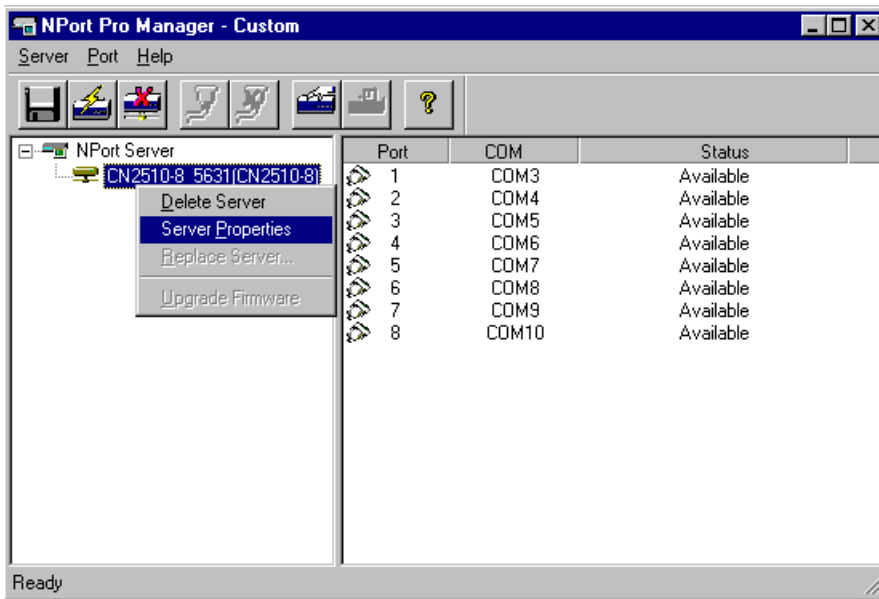 NPort Pro Manager - Custom
Server Port Help
NPort Server
CN2510-8_5631(CN2510-8)
Delete Server
Server Properties
Replace Server...
Upgrade Firmware
Port COM Status
1 COM3 Available
2 COM4 Available
3 COM5 Available
4 COM6 Available
5 COM7 Available
6 COM8 Available
7 COM9 Available
8 COM10 Available
Ready